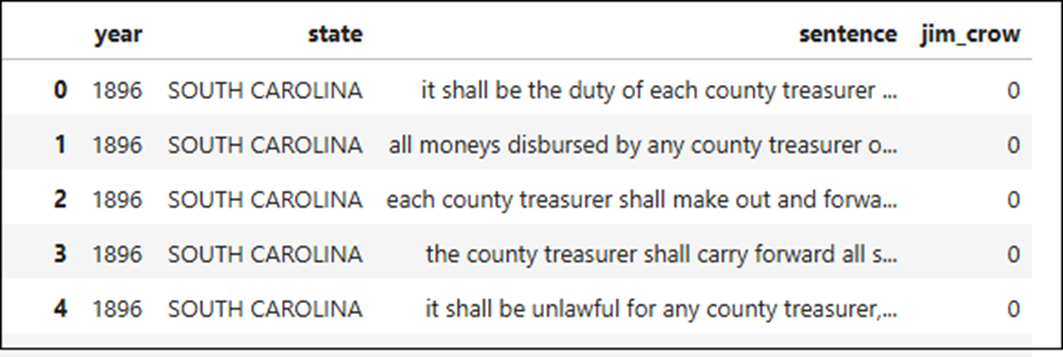 year state sentence jim_crow
0 1896 SOUTH CAROLINA it shall be the duty of each county treasurer ... 0
1 1896 SOUTH CAROLINA all moneys disbursed by any county treasurer o... 0
2 1896 SOUTH CAROLINA each county treasurer shall make out and forwa... 0
3 1896 SOUTH CAROLINA the county treasurer shall carry forward all s... 0
4 1896 SOUTH CAROLINA it shall be unlawful for any county treasurer,... 0